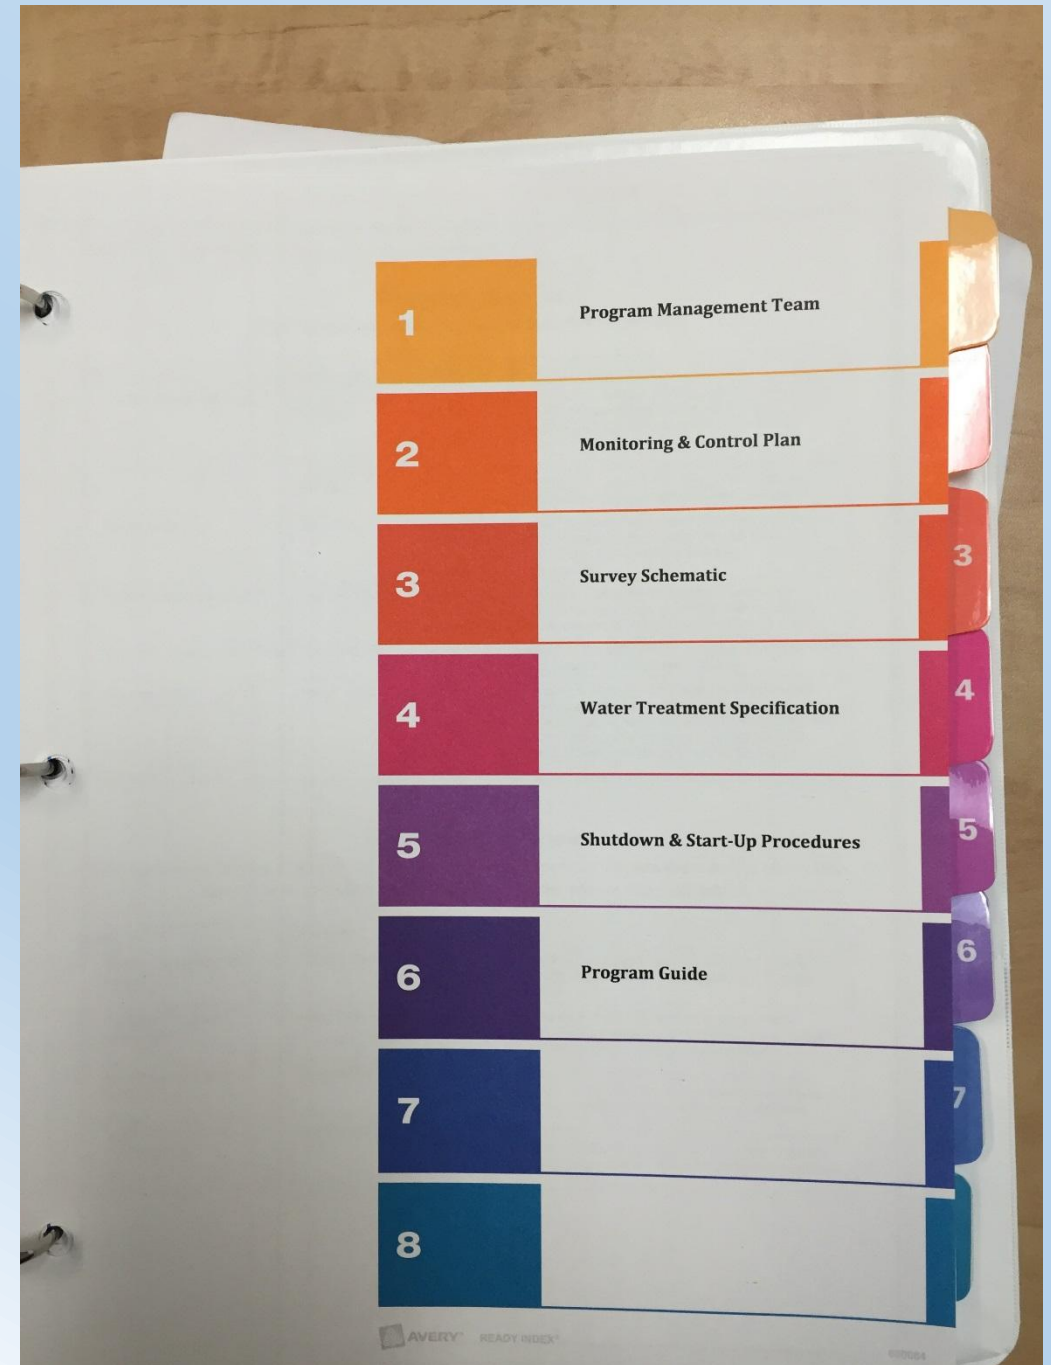 1 Program Management Team
2 Monitoring & Control Plan
3 Survey Schematic
3
4 Water Treatment Specification
4
5 Shutdown & Start-Up Procedures
5
6 Program Guide
6
7
7
8
AVERY® READY INDEX®